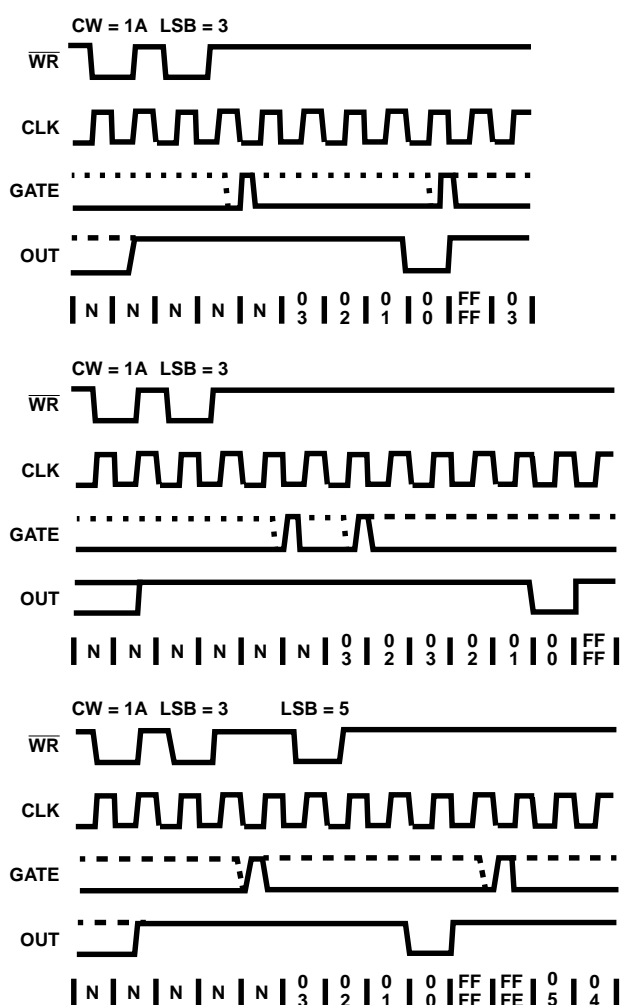 CW = 1A LSB = 3
WR
CLK
GATE
OUT
N N N N N 0 0 0 0 FF 0
3 2 1 0 FF 3
CW = 1A LSB = 3
WR
CLK
GATE
OUT
N N N N N N 0 0 0 0 0 0 FF
3 2 3 2 1 0 FF
CW = 1A LSB = 3 LSB = 5
WR
CLK
GATE
OUT
N N N N N 0 0 0 0 FF FF 0 0
3 2 1 0 FF FE 5 4